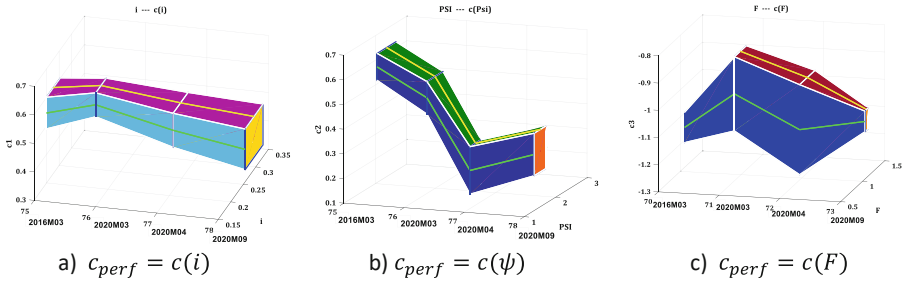 i --- c(i)
0.7
0.6
0.5
0.4
0.3
c1
75
76
77
78
2016M03
2020M03
2020M04
2020M09
0.15
0.2
0.25
0.3
0.35
i
a) c_perf = c(i)
PSI --- c(Psi)
0.7
0.6
0.5
0.4
0.3
0.2
0.1
c2
75
76
77
78
2016M03
2020M03
2020M04
2020M09
1
2
3
PSI
b) c_perf = c(ψ)
F --- c(F)
-0.8
-0.9
-1
-1.1
-1.2
-1.3
c3
70
71
72
73
2016M03
2020M03
2020M04
2020M09
0.5
1
1.5
F
c) c_perf = c(F)